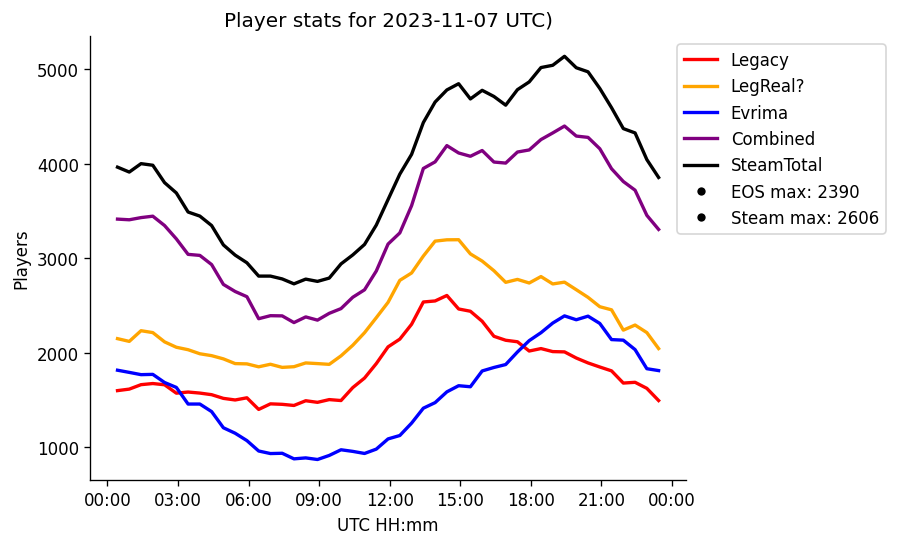 Player stats for 2023-11-07 UTC)
5000
4000
3000
2000
1000
Players
00:00 03:00 06:00 09:00 12:00 15:00 18:00 21:00 00:00
UTC HH:mm
Legacy
LegReal?
Evrima
Combined
SteamTotal
EOS max: 2390
Steam max: 2606